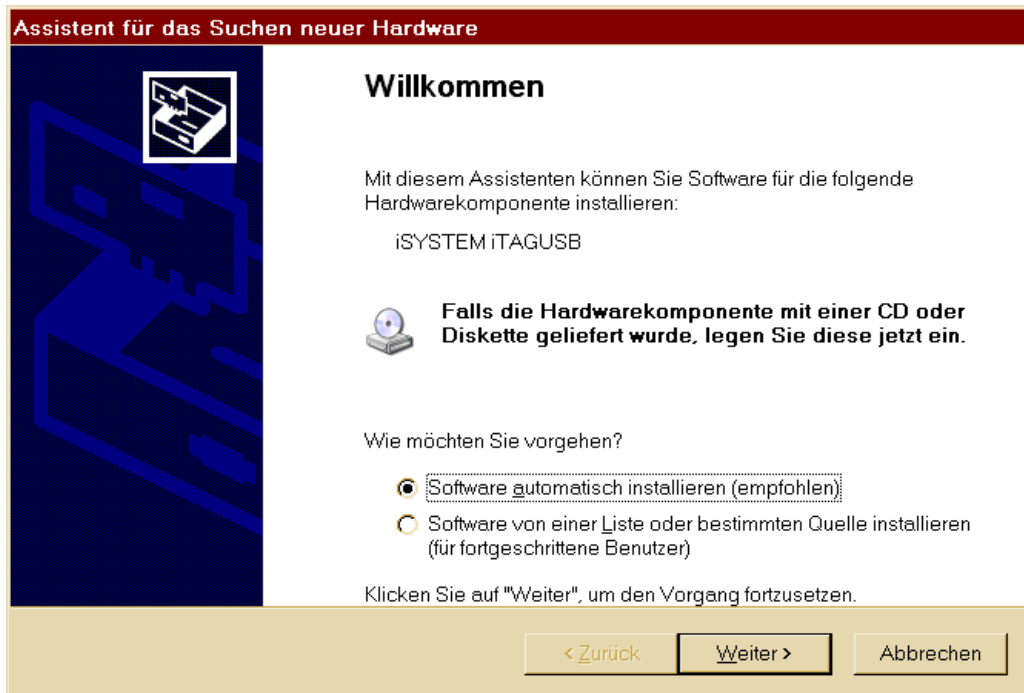 Assistent für das Suchen neuer Hardware
Willkommen
Mit diesem Assistenten können Sie Software für die folgende
Hardwarekomponente installieren:
iSYSTEM iTAGUSB
Falls die Hardwarekomponente mit einer CD oder
Diskette geliefert wurde, legen Sie diese jetzt ein.
Wie möchten Sie vorgehen?
Software automatisch installieren (empfohlen)
Software von einer Liste oder bestimmten Quelle installieren
(für fortgeschrittene Benutzer)
Klicken Sie auf "Weiter", um den Vorgang fortzusetzen.
< Zurück
Weiter >
Abbrechen